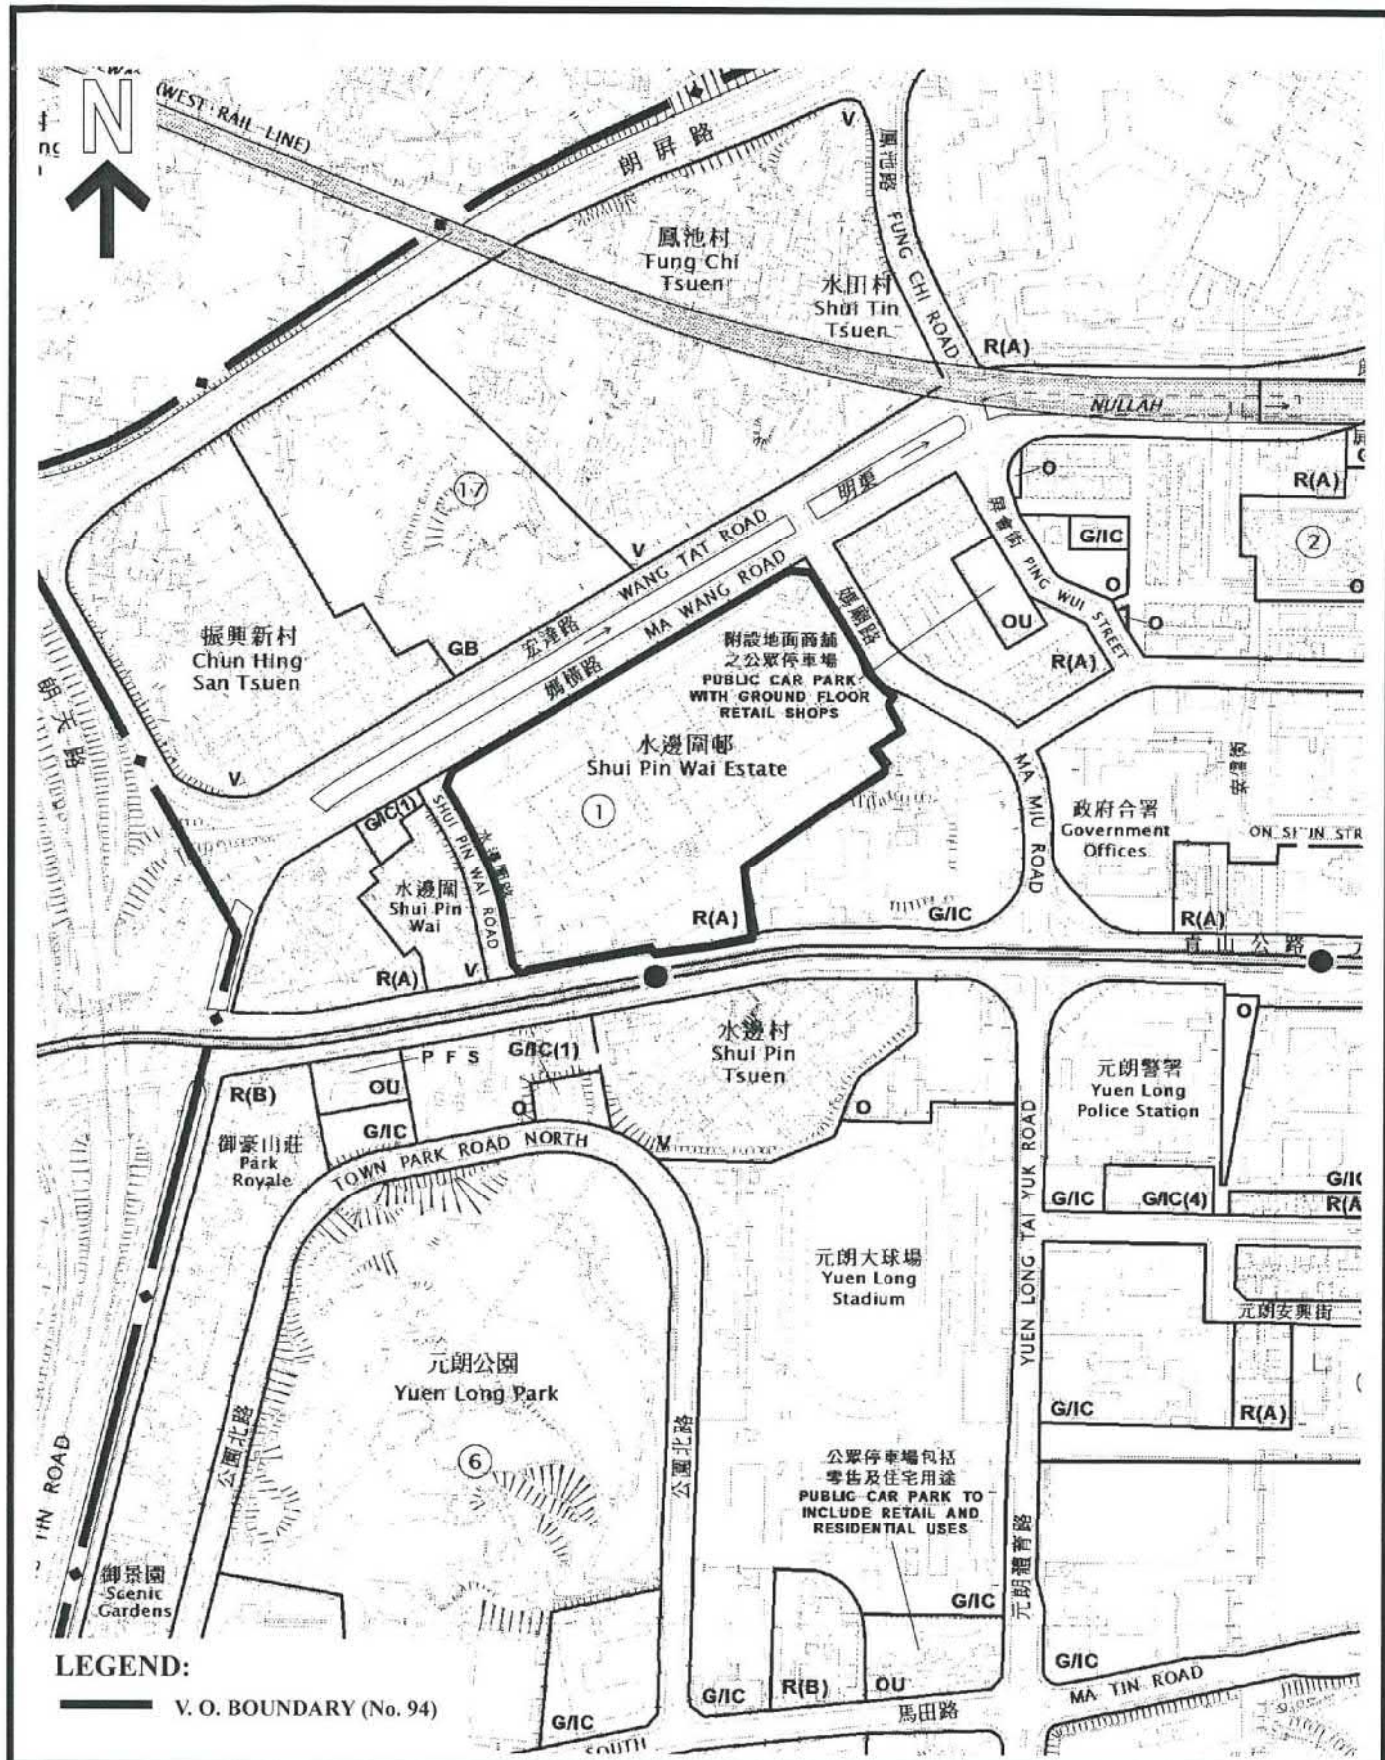 N
(WEST RAIL LINE)
朗屏路
V
鳳池路
FUNG CHI ROAD
鳳池村
Fung Chi
Tsuen
水田村
Shui Tin
Tsuen
R(A)
NULLAH
17
O
R(A)
G/IC
2
明渠
屏會街 PING WUI STREET
V
WANG TAT ROAD
宏達路
MA WANG ROAD
媽橫路
GB
振興新村
Chun Hing
San Tsuen
朝天路
V
附設地面商舖
之公眾停車場
PUBLIC CAR PARK
WITH GROUND FLOOR
RETAIL SHOPS
媽廟路
OU
O
O
O
R(A)
水邊圍邨
Shui Pin Wai Estate
1
MA MIU ROAD
政府合署
Government
Offices
G/IC(1)
SHUI PIN WAI ROAD
水邊圍路
水邊圍
Shui Pin
Wai
R(A)
G/IC
R(A)
青山公路
R(A)
V
水邊村
Shui Pin
Tsuen
P F S
G/IC(1)
R(B)
OU
O
G/IC
御豪山莊
Park
Royale
TOWN PARK ROAD NORTH
V
O
O
元朗警署
Yuen Long
Police Station
G/IC
G/IC(4)
YUEN LONG TAI YUK ROAD
元朗大球場
Yuen Long
Stadium
元朗安興街
元朗公園
Yuen Long Park
6
公園北路
公園北路
G/IC
R(A)
公眾停車場包括
零售及住宅用途
PUBLIC CAR PARK TO
INCLUDE RETAIL AND
RESIDENTIAL USES
元朗體育路
TIN ROAD
御景園
Scenic
Gardens
G/IC
G/IC
MA TIN ROAD
G/IC
R(B)
OU
馬田路
G/IC
SOUTH
LEGEND:
V. O. BOUNDARY (No. 94)